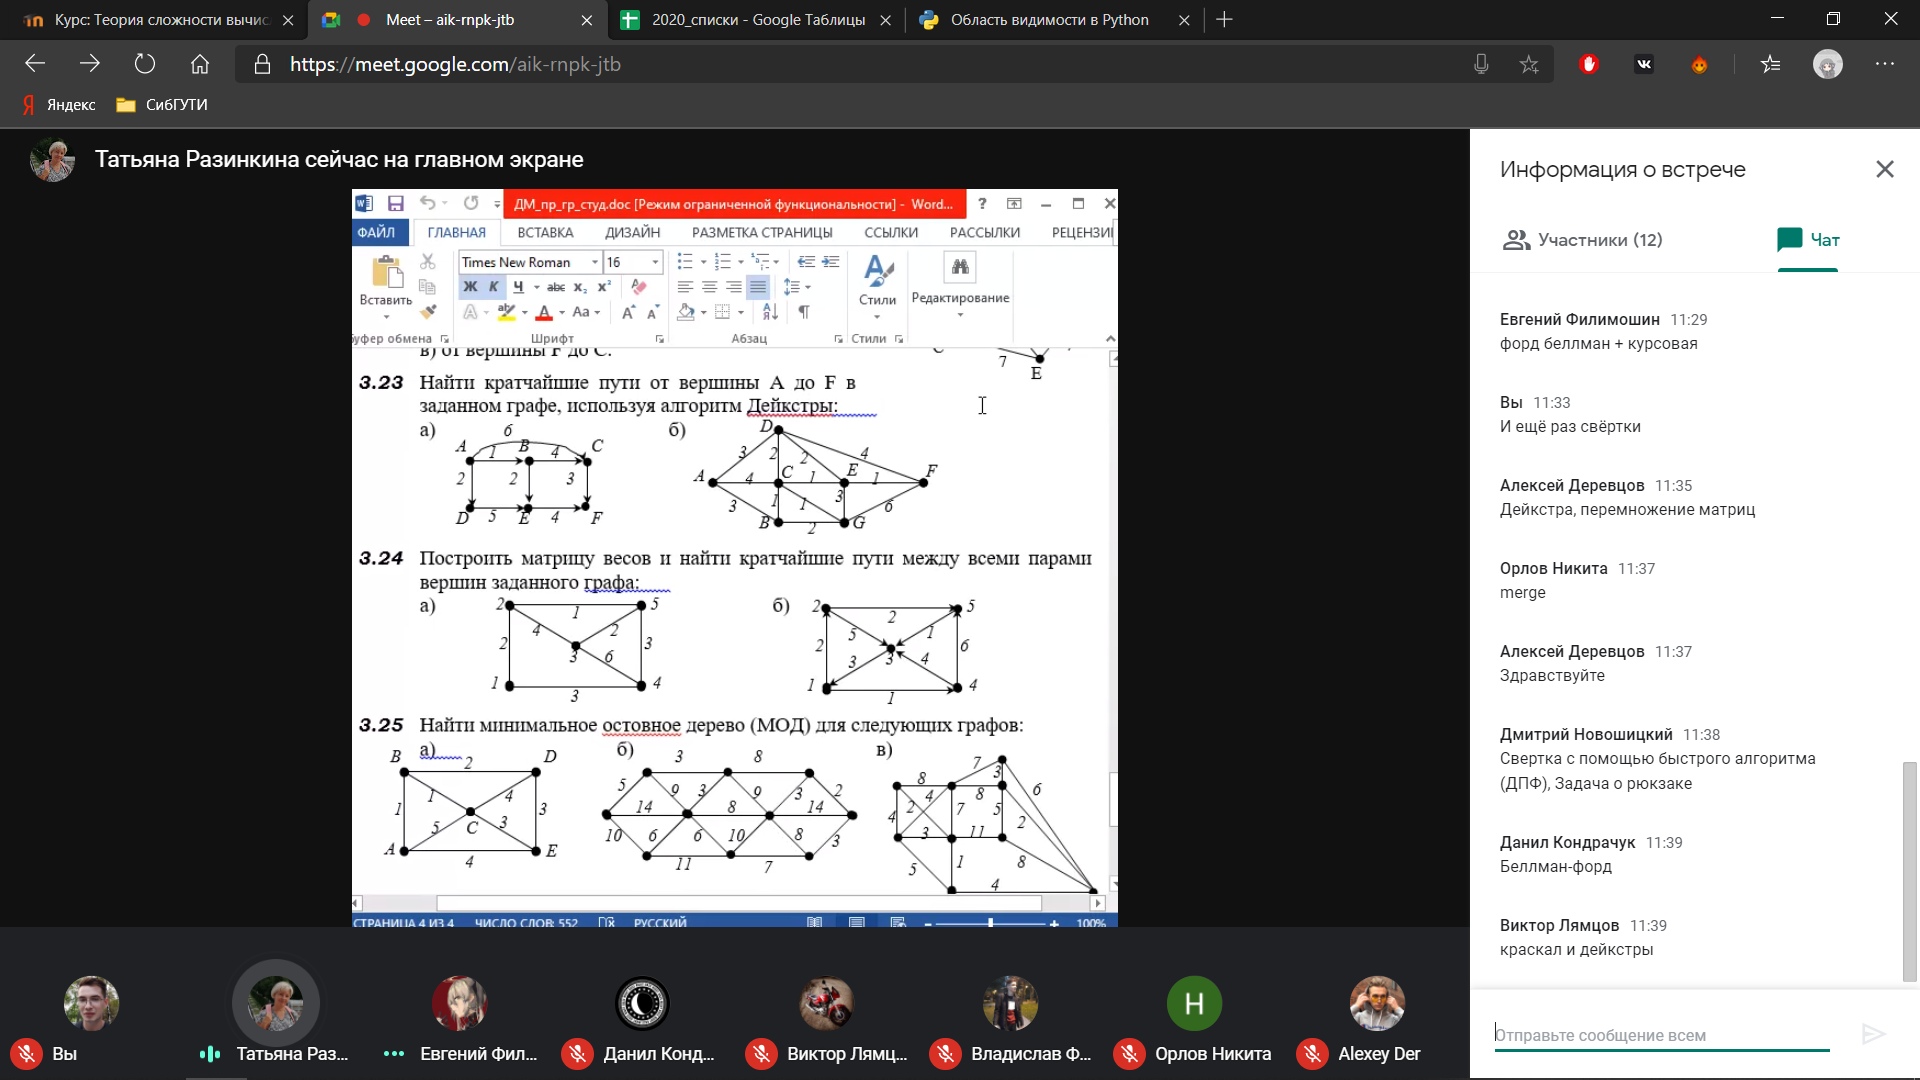 Курс: Теория сложности вычис
Meet – aik-rnpk-jtb
2020_списки - Google Таблицы
Область видимости в Python
https://meet.google.com/aik-rnpk-jtb
Яндекс
СибГУТИ
Татьяна Разинкина сейчас на главном экране
ДМ_пр_гр_студ.doc [Режим ограниченной функциональности] - Word...
ФАЙЛ ГЛАВНАЯ ВСТАВКА ДИЗАЙН РАЗМЕТКА СТРАНИЦЫ ССЫЛКИ РАССЫЛКИ РЕЦЕНЗИ
Times New Roman 16
Ж К Ч abc x₂ x²
Вставить
Стили
Редактирование
уфер обмена Шрифт Абзац Стили
в) от вершины F до C.
7
E
3.23 Найти кратчайшие пути от вершины A до F в
заданном графе, используя алгоритм Дейкстры:
а)
6
A 1 B 4 C
2 2 3
D 5 E 4 F
б)
D
3 2 2 4
A 4 C 1 E 1 F
3 1 1 3 6
B 2 G
3.24 Построить матрицу весов и найти кратчайшие пути между всеми парами
вершин заданного графа:
а)
2 1 5
4 2
2 3 6 3
1 3 4
б)
2 2 5
5 1
2 3 3 4 6
1 1 4
3.25 Найти минимальное остовное дерево (МОД) для следующих графов:
а)
B 2 D
1 1 4 3
5 C 3
A 4 E
б)
3 8
5 9 3 9 3 2
14 8 14
10 6 6 10 8 3
11 7
в)
7 3
8 4 8 6
4 2 7 5 2
3 11
5 1 8
4
СТРАНИЦА 4 ИЗ 4 ЧИСЛО СЛОВ: 552 РУССКИЙ 100%
Вы
Татьяна Раз...
Евгений Фил...
Данил Конд...
Виктор Лямц...
Владислав Ф...
Н
Орлов Никита
Alexey Der
Информация о встрече
Участники (12)
Чат
Евгений Филимошин 11:29
форд беллман + курсовая
Вы 11:33
И ещё раз свёртки
Алексей Деревцов 11:35
Дейкстра, перемножение матриц
Орлов Никита 11:37
merge
Алексей Деревцов 11:37
Здравствуйте
Дмитрий Новошицкий 11:38
Свертка с помощью быстрого алгоритма
(ДПФ), Задача о рюкзаке
Данил Кондрачук 11:39
Беллман-форд
Виктор Лямцов 11:39
краскал и дейкстры
Отправьте сообщение всем